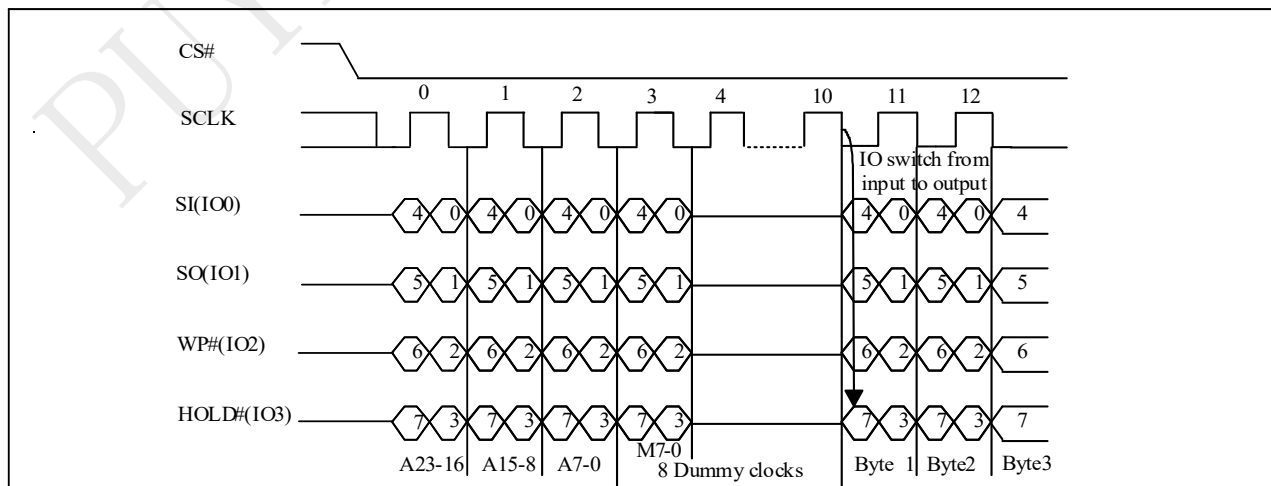 PUY
CS#
0 1 2 3 4 10 11 12
SCLK
IO switch from
input to output
SI(IO0) 4 0 4 0 4 0 4 0 4 0 4 0 4
SO(IO1) 5 1 5 1 5 1 5 1 5 1 5 1 5
WP#(IO2) 6 2 6 2 6 2 6 2 6 2 6 2 6
HOLD#(IO3) 7 3 7 3 7 3 7 3 7 3 7 3 7
A23-16 A15-8 A7-0 M7-0 8 Dummy clocks Byte 1 Byte2 Byte3